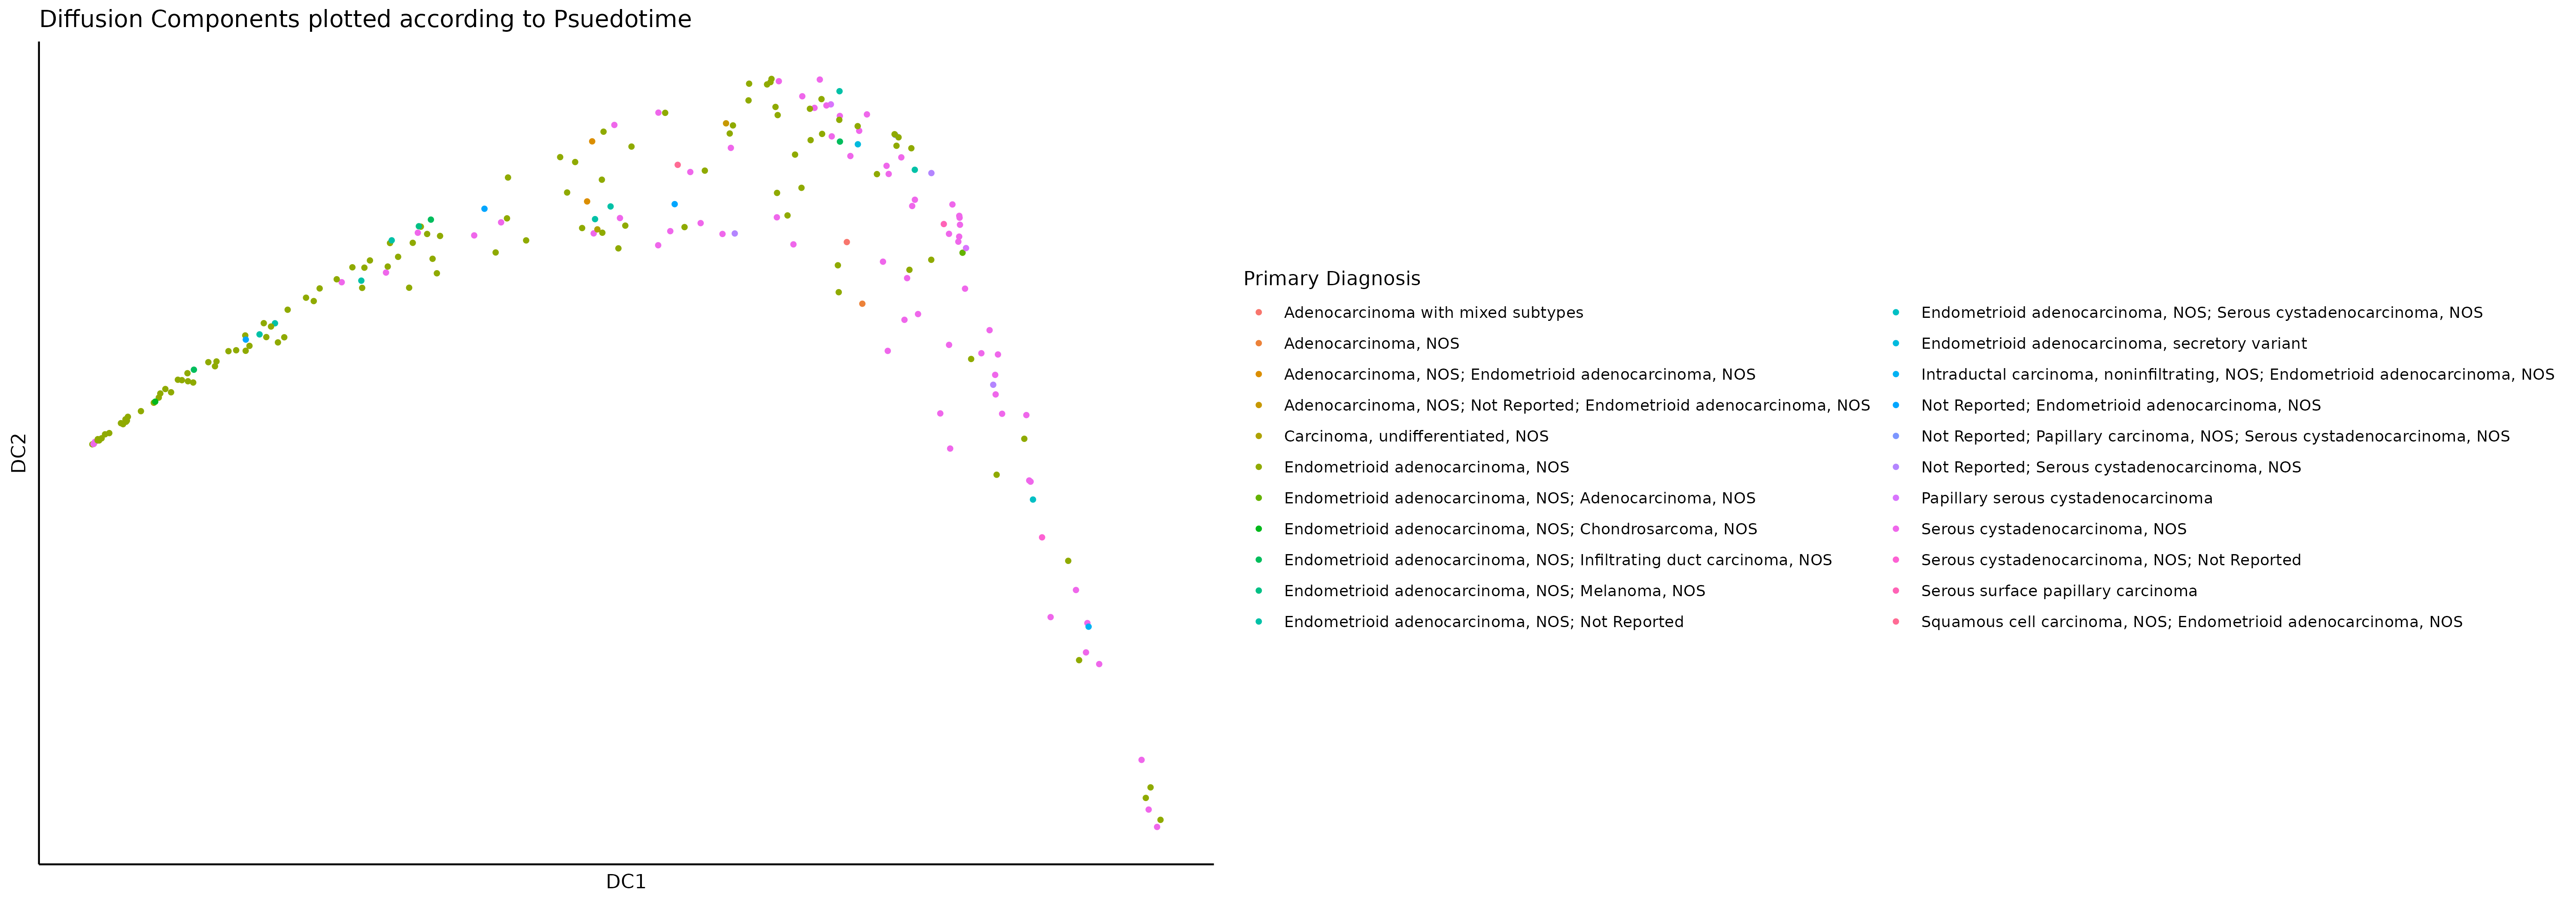 Diffusion Components plotted according to Psuedotime
DC2
DC1
Primary Diagnosis
Adenocarcinoma with mixed subtypes
Adenocarcinoma, NOS
Adenocarcinoma, NOS; Endometrioid adenocarcinoma, NOS
Adenocarcinoma, NOS; Not Reported; Endometrioid adenocarcinoma, NOS
Carcinoma, undifferentiated, NOS
Endometrioid adenocarcinoma, NOS
Endometrioid adenocarcinoma, NOS; Adenocarcinoma, NOS
Endometrioid adenocarcinoma, NOS; Chondrosarcoma, NOS
Endometrioid adenocarcinoma, NOS; Infiltrating duct carcinoma, NOS
Endometrioid adenocarcinoma, NOS; Melanoma, NOS
Endometrioid adenocarcinoma, NOS; Not Reported
Endometrioid adenocarcinoma, NOS; Serous cystadenocarcinoma, NOS
Endometrioid adenocarcinoma, secretory variant
Intraductal carcinoma, noninfiltrating, NOS; Endometrioid adenocarcinoma, NOS
Not Reported; Endometrioid adenocarcinoma, NOS
Not Reported; Papillary carcinoma, NOS; Serous cystadenocarcinoma, NOS
Not Reported; Serous cystadenocarcinoma, NOS
Papillary serous cystadenocarcinoma
Serous cystadenocarcinoma, NOS
Serous cystadenocarcinoma, NOS; Not Reported
Serous surface papillary carcinoma
Squamous cell carcinoma, NOS; Endometrioid adenocarcinoma, NOS